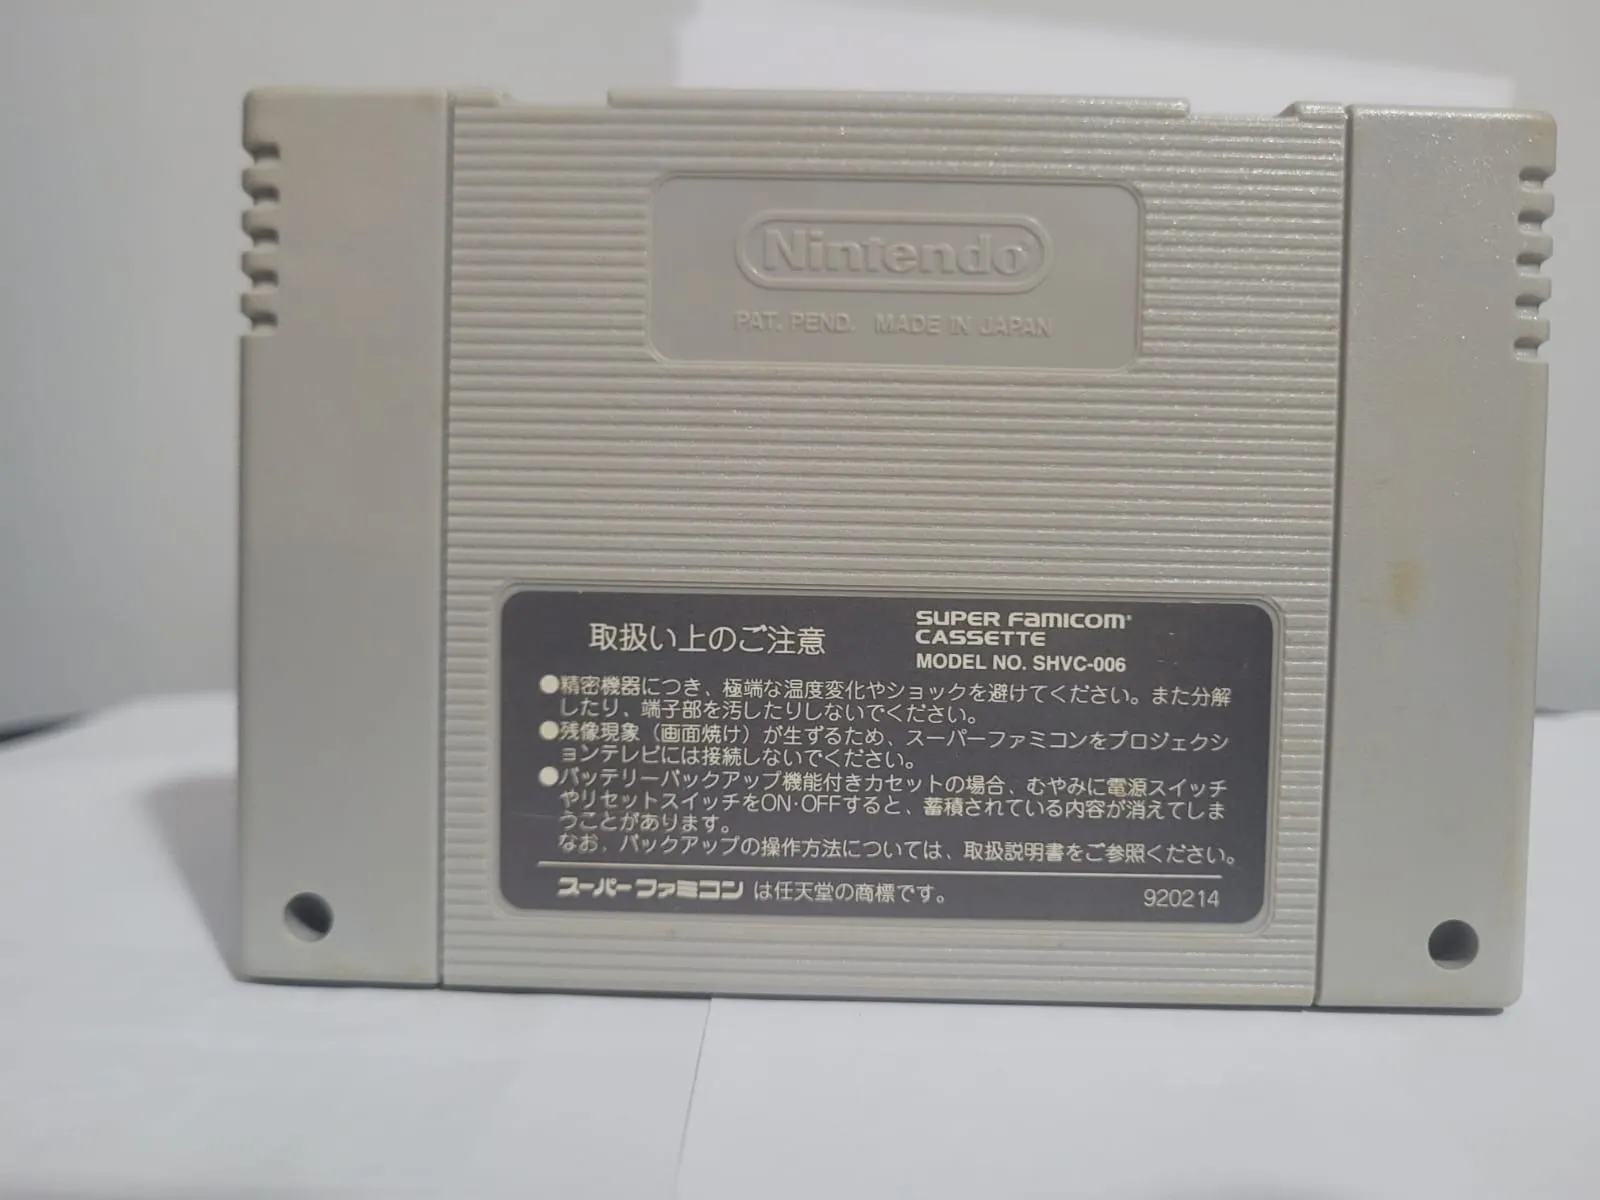 Nintendo
PAT. PEND. MADE IN JAPAN
取扱い上のご注意
SUPER FAMICOM
CASSETTE
MODEL NO. SHVC-006
●精密機器につき、極端な温度変化やショックを避けてください。また分解
したり、端子部を汚したりしないでください。
●残像現象（画面焼け）が生ずるため、スーパーファミコンをプロジェクシ
ョンテレビには接続しないでください。
●バッテリーバックアップ機能付きカセットの場合、むやみに電源スイッチ
やリセットスイッチをON·OFFすると、蓄積されている内容が消えてしま
うことがあります。
なお、バックアップの操作方法については、取扱説明書をご参照ください。
スーパーファミコン は任天堂の商標です。
920214